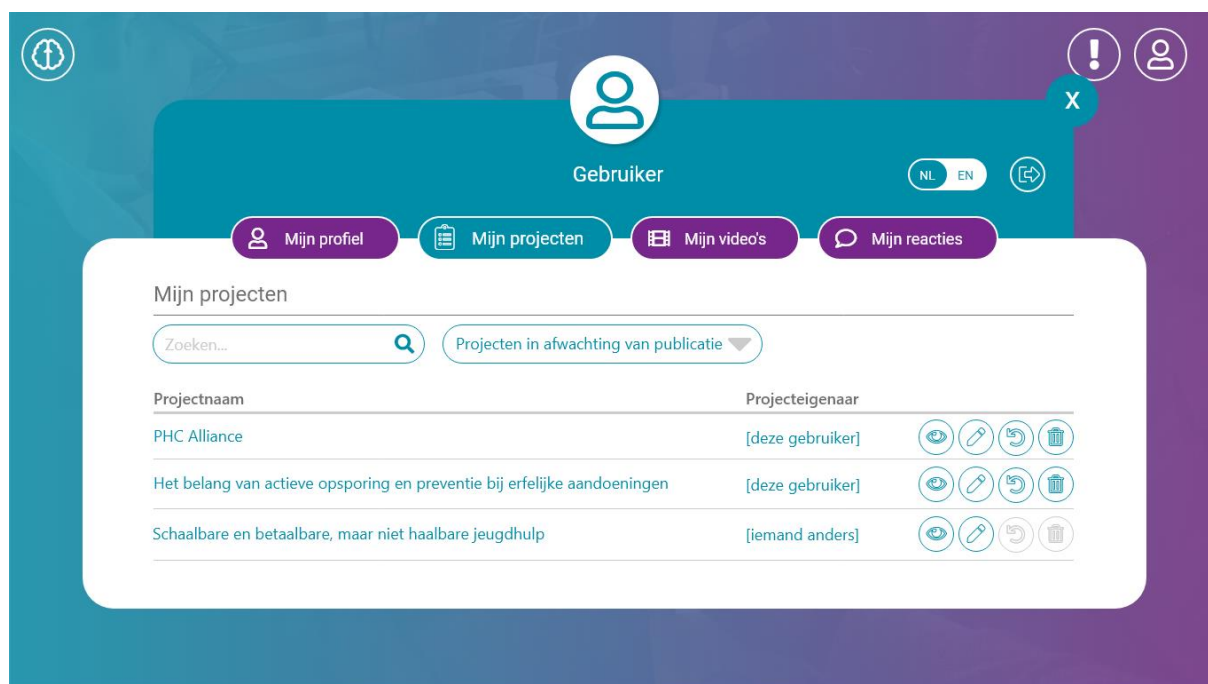 X
Gebruiker
NL EN
Mijn profiel
Mijn projecten
Mijn video's
Mijn reacties
Mijn projecten
Zoeken...
Projecten in afwachting van publicatie
Projectnaam Projecteigenaar
PHC Alliance [deze gebruiker]
Het belang van actieve opsporing en preventie bij erfelijke aandoeningen [deze gebruiker]
Schaalbare en betaalbare, maar niet haalbare jeugdhulp [iemand anders]